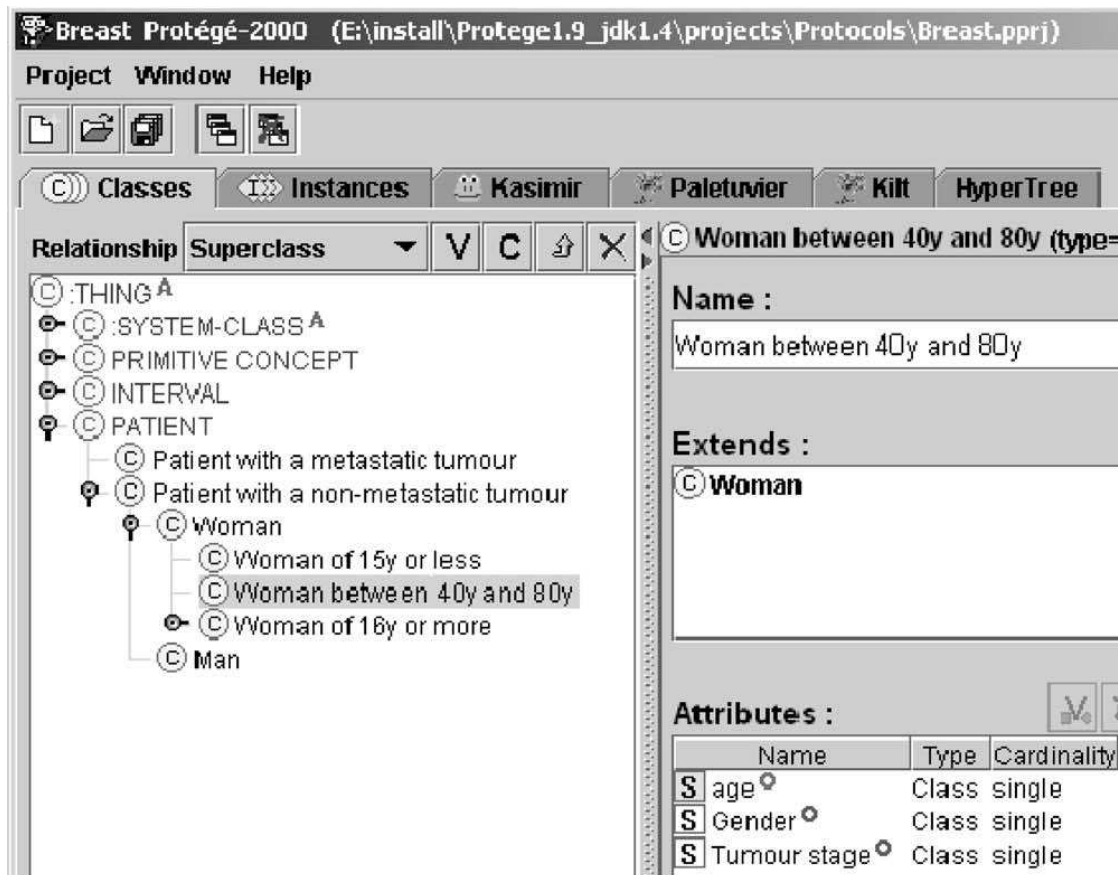 Breast Protégé-2000 (E:\install\Protege1.9_jdk1.4\projects\Protocols\Breast.pprj)
Project Window Help
Classes Instances Kasimir Paletuvier Kilt HyperTree
Relationship Superclass V C
:THING A
:SYSTEM-CLASS A
PRIMITIVE CONCEPT
INTERVAL
PATIENT
Patient with a metastatic tumour
Patient with a non-metastatic tumour
Woman
Woman of 15y or less
Woman between 40y and 80y
Woman of 16y or more
Man
Woman between 40y and 80y (type=
Name :
Woman between 40y and 80y
Extends :
Woman
Attributes :
Name Type Cardinality
S age Class single
S Gender Class single
S Tumour stage Class single